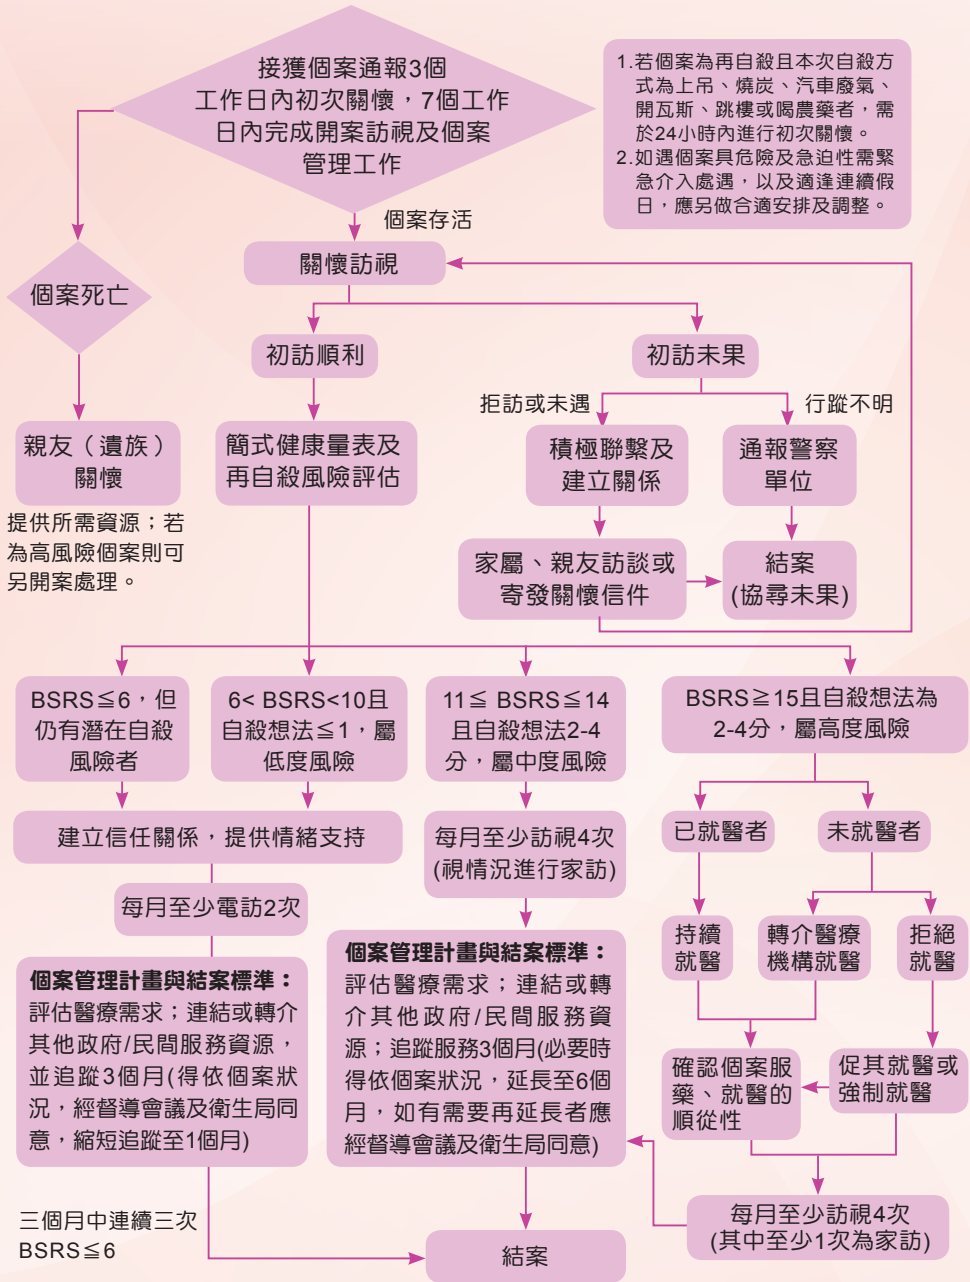 接獲個案通報3個
工作日內初次關懷，7個工作
日內完成開案訪視及個案
管理工作
1.若個案為再自殺且本次自殺方
式為上吊、燒炭、汽車廢氣、
開瓦斯、跳樓或喝農藥者，需
於24小時內進行初次關懷。
2.如遇個案具危險及急迫性需緊
急介入處遇，以及適逢連續假
日，應另做合適安排及調整。
個案存活
關懷訪視
個案死亡
初訪順利
初訪未果
拒訪或未遇
行蹤不明
親友（遺族）
關懷
簡式健康量表及
再自殺風險評估
積極聯繫及
建立關係
通報警察
單位
提供所需資源；若
為高風險個案則可
另開案處理。
家屬、親友訪談或
寄發關懷信件
結案
(協尋未果)
BSRS≦6，但
仍有潛在自殺
風險者
6< BSRS<10且
自殺想法≦1，屬
低度風險
11≦ BSRS≦14
且自殺想法2-4
分，屬中度風險
BSRS≧15且自殺想法為
2-4分，屬高度風險
建立信任關係，提供情緒支持
每月至少訪視4次
(視情況進行家訪)
已就醫者
未就醫者
每月至少電訪2次
持續
就醫
轉介醫療
機構就醫
拒絕
就醫
個案管理計畫與結案標準：
評估醫療需求；連結或轉介
其他政府/民間服務資源，
並追蹤3個月(得依個案狀
況，經督導會議及衛生局同
意，縮短追蹤至1個月)
個案管理計畫與結案標準：
評估醫療需求；連結或轉
介其他政府/民間服務資
源；追蹤服務3個月(必要時
得依個案狀況，延長至6個
月，如有需要再延長者應
經督導會議及衛生局同意)
確認個案服
藥、就醫的
順從性
促其就醫或
強制就醫
三個月中連續三次
BSRS≦6
每月至少訪視4次
(其中至少1次為家訪)
結案